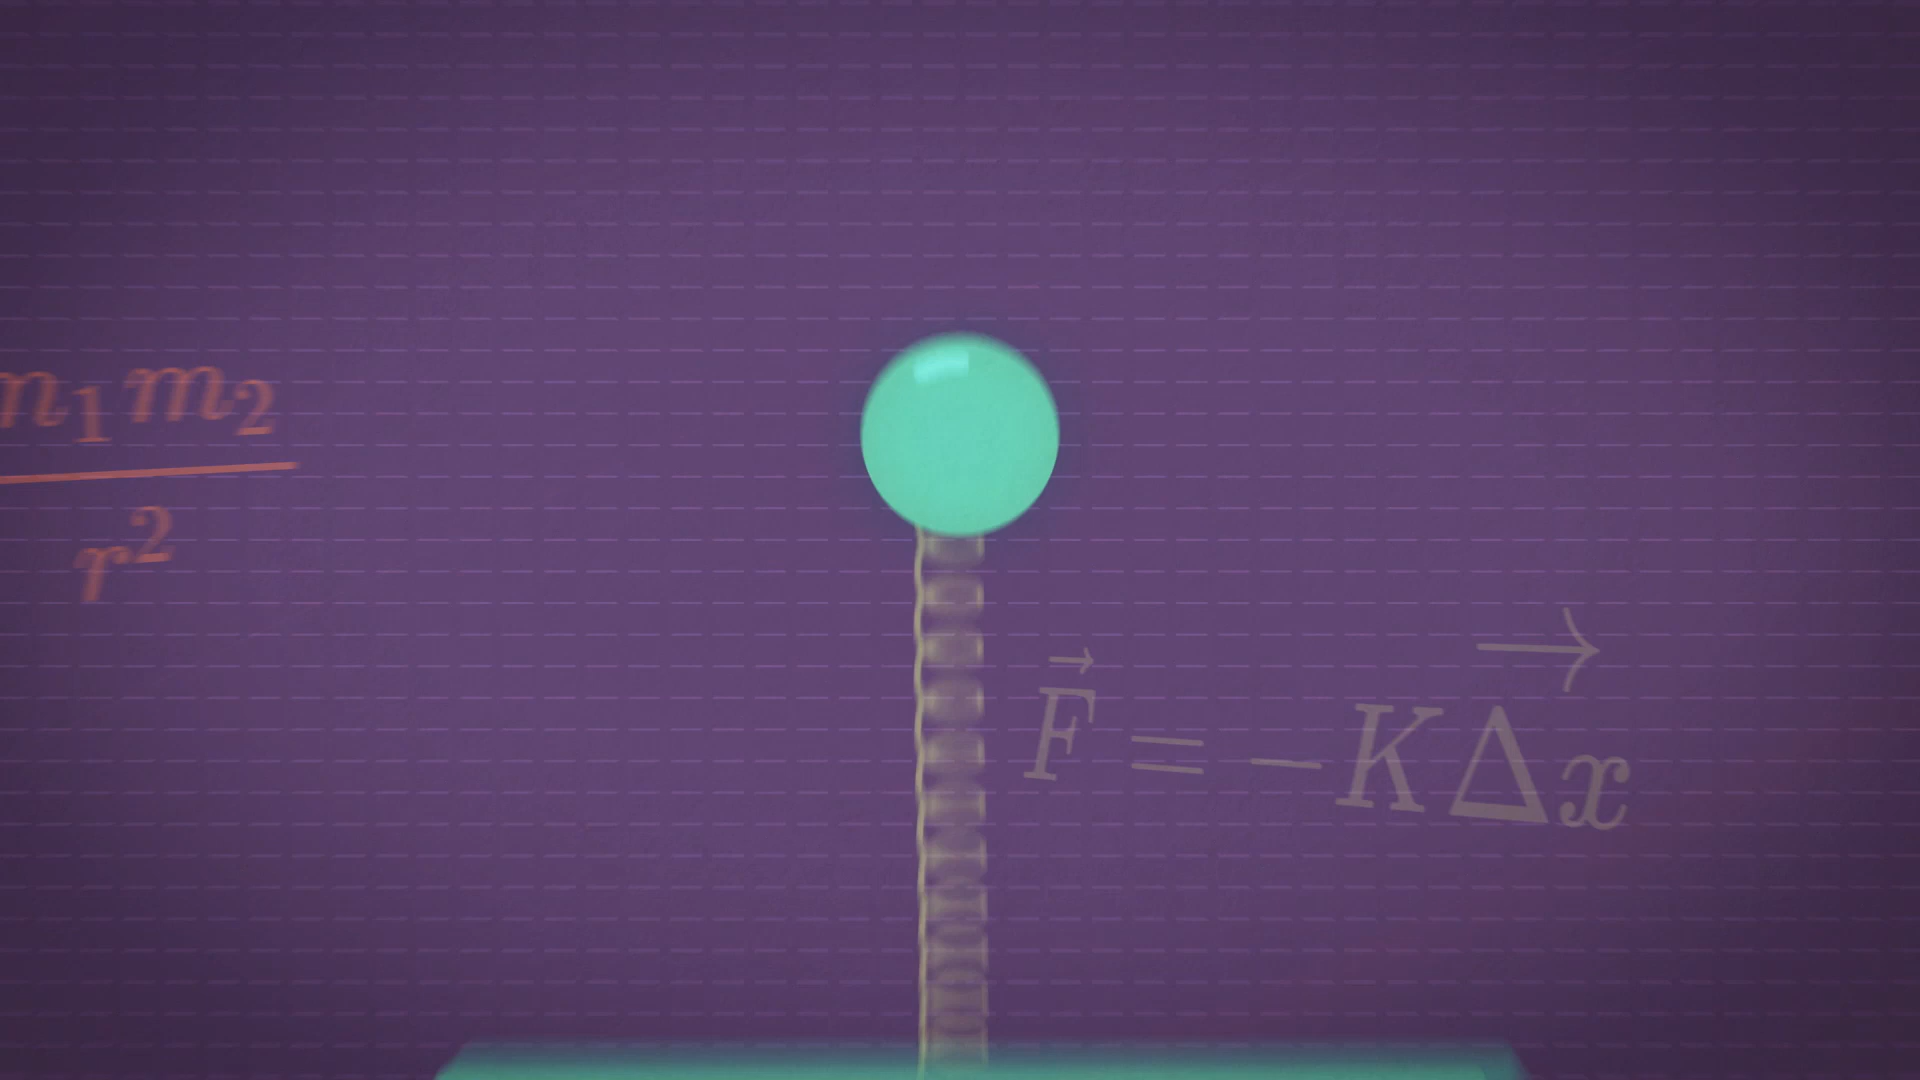 m₁m₂
r²
F⃗ = −KΔx⃗